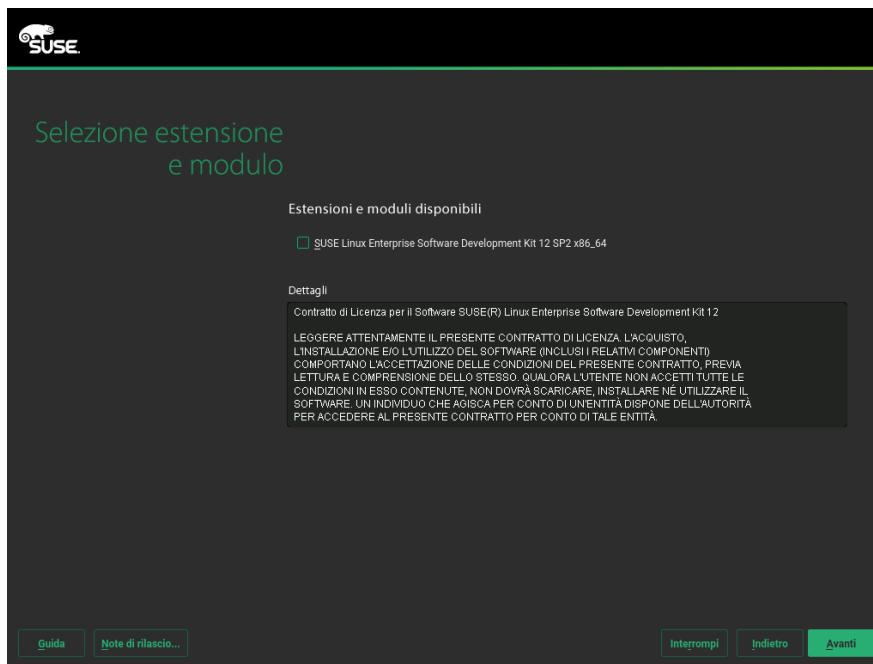 SUSE.
Selezione estensione
e modulo
Estensioni e moduli disponibili
SUSE Linux Enterprise Software Development Kit 12 SP2 x86_64
Dettagli
Contratto di Licenza per il Software SUSE(R) Linux Enterprise Software Development Kit 12
LEGGERE ATTENTAMENTE IL PRESENTE CONTRATTO DI LICENZA. L'ACQUISTO,
L'INSTALLAZIONE E/O L'UTILIZZO DEL SOFTWARE (INCLUSI I RELATIVI COMPONENTI)
COMPORTANO L'ACCETTAZIONE DELLE CONDIZIONI DEL PRESENTE CONTRATTO, PREVIA
LETTURA E COMPRENSIONE DELLO STESSO. QUALORA L'UTENTE NON ACCETTI TUTTE LE
CONDIZIONI IN ESSO CONTENUTE, NON DOVRÀ SCARICARE, INSTALLARE NÉ UTILIZZARE IL
SOFTWARE. UN INDIVIDUO CHE AGISCA PER CONTO DI UN'ENTITÀ DISPONE DELL'AUTORITÀ
PER ACCEDERE AL PRESENTE CONTRATTO PER CONTO DI TALE ENTITÀ.
Guida Note di rilascio... Interrompi Indietro Avanti